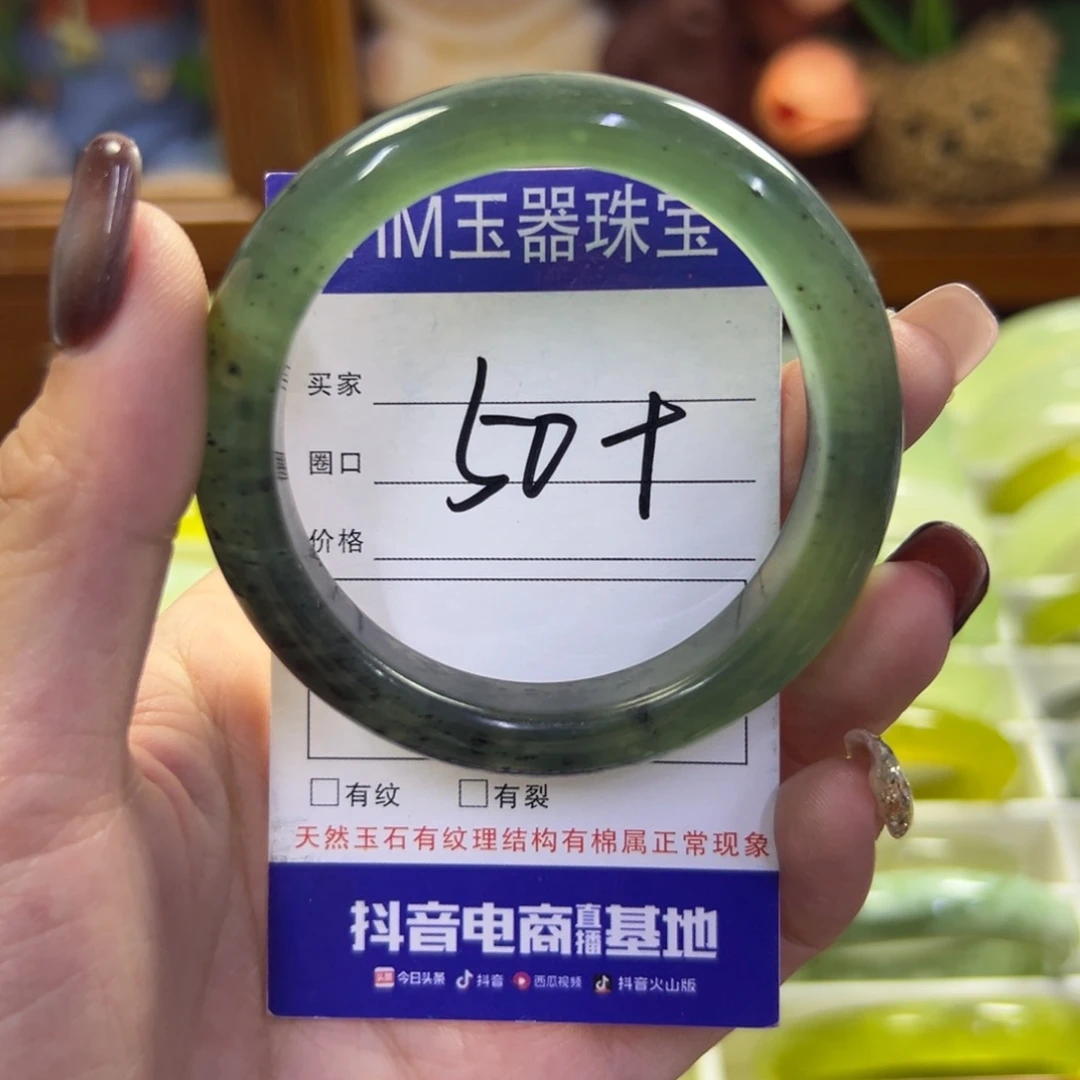 M玉器珠宝
买家
50+
圈口
价格
有纹 有裂
天然玉石有纹理结构有棉属正常现象
抖音电商直播基地
头条 今日头条 抖音 西瓜视频 抖音火山版